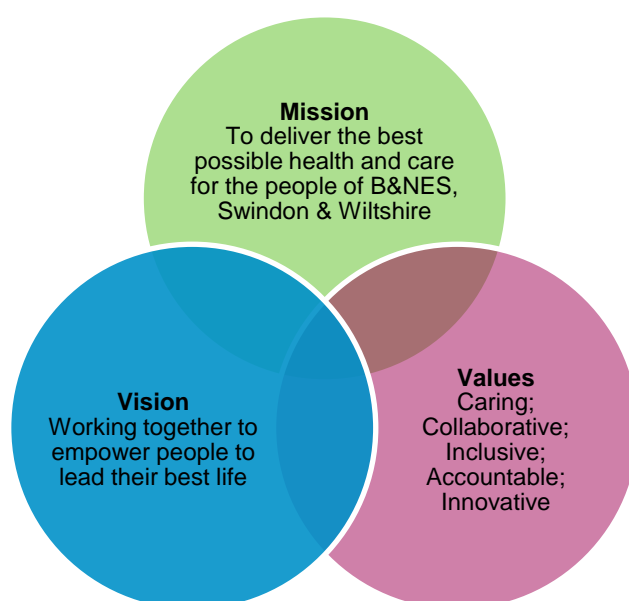 Mission
To deliver the best
possible health and care
for the people of B&NES,
Swindon & Wiltshire
Vision
Working together to
empower people to
lead their best life
Values
Caring;
Collaborative;
Inclusive;
Accountable;
Innovative